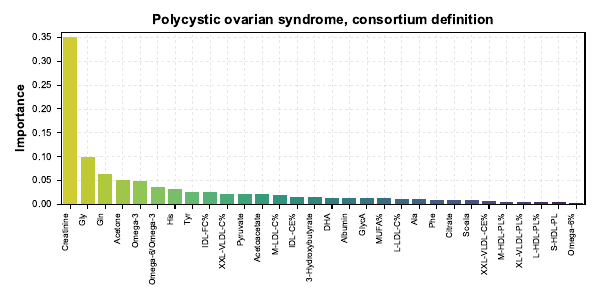 Polycystic ovarian syndrome, consortium definition
Importance
0.35
0.30
0.25
0.20
0.15
0.10
0.05
0.00
Creatinine
Gly
Gln
Acetone
Omega-3
Omega-6/Omega-3
His
Tyr
IDL-FC%
XXL-VLDL-C%
Pyruvate
Acetoacetate
M-LDL-C%
IDL-CE%
3-Hydroxybutyrate
DHA
Albumin
GlycA
MUFA%
L-LDL-C%
Ala
Phe
Citrate
XXL-VLDL-CE%
M-HDL-PL%
XL-VLDL-PL%
L-HDL-PL%
S-HDL-PL
Omega-6%